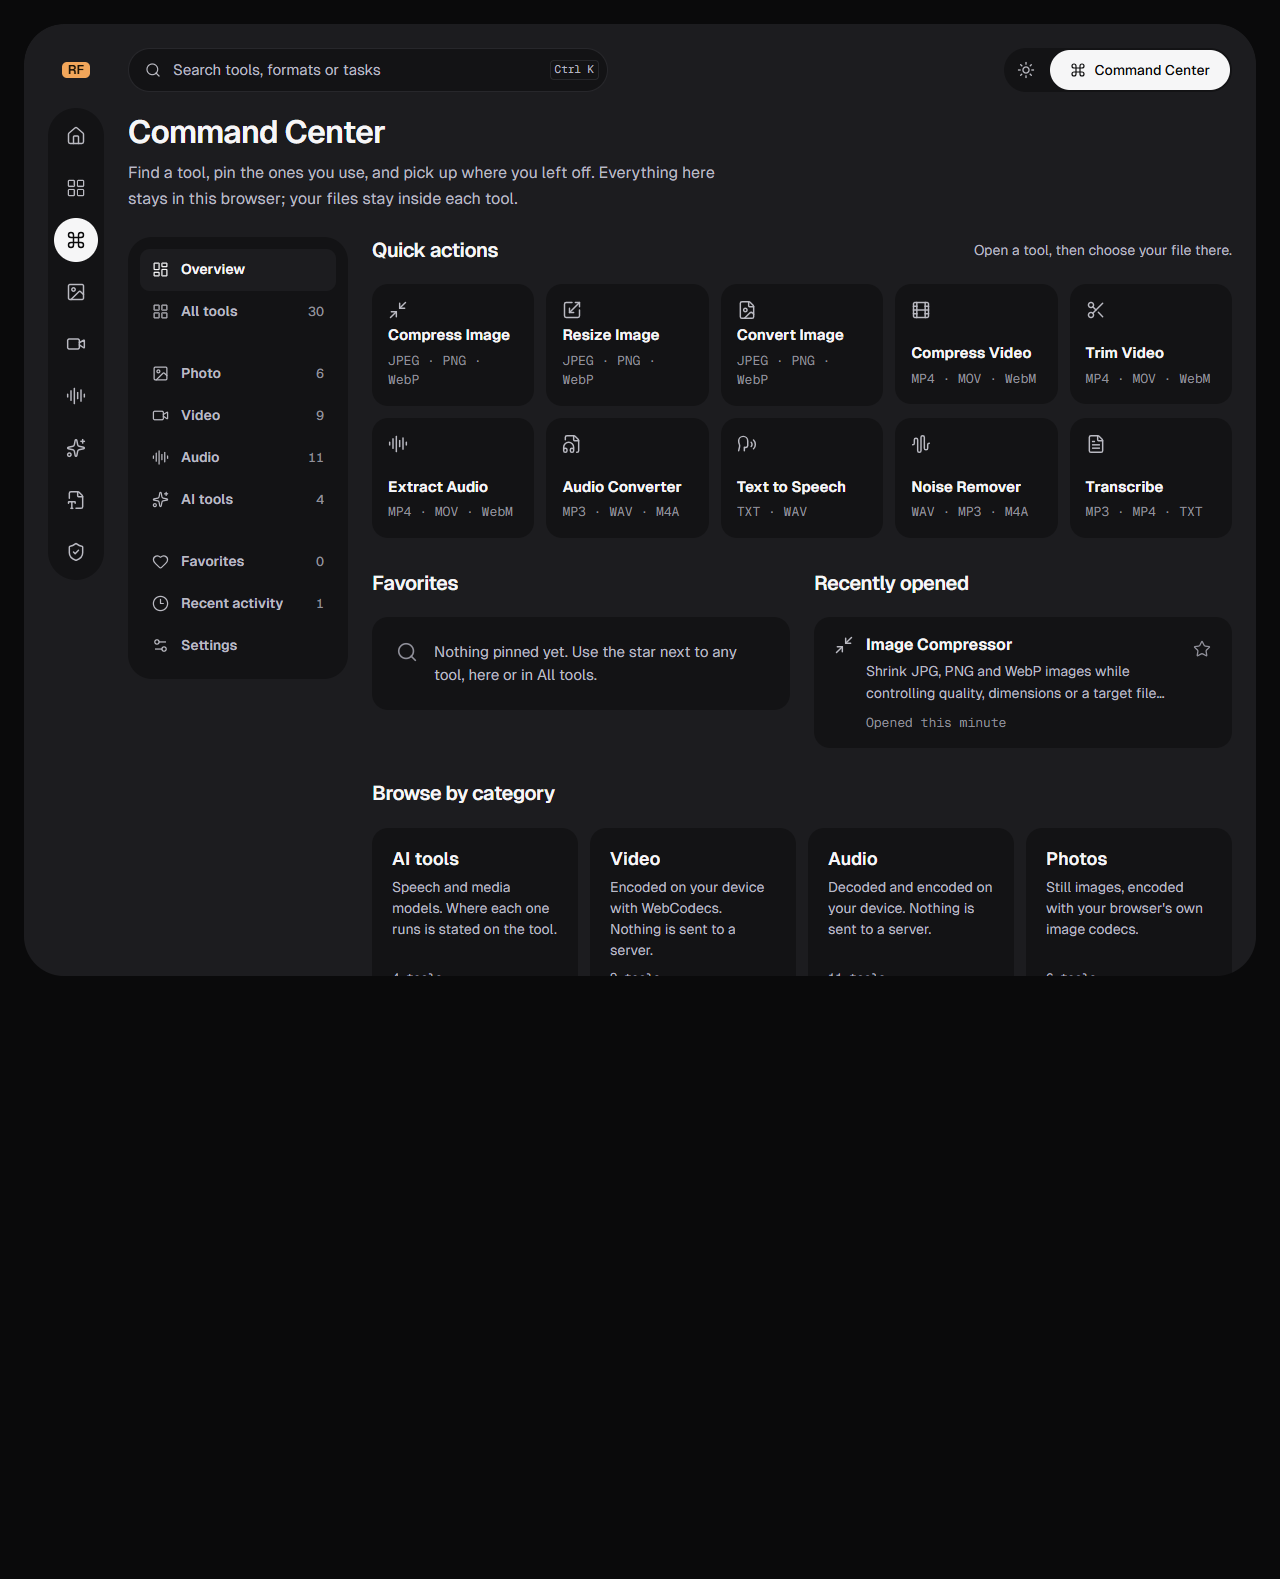 RF
Search tools, formats or tasks
Ctrl K
Command Center
Command Center
Find a tool, pin the ones you use, and pick up where you left off. Everything here
stays in this browser; your files stay inside each tool.
Overview
All tools 30
Photo 6
Video 9
Audio 11
AI tools 4
Favorites 0
Recent activity 1
Settings
Quick actions
Open a tool, then choose your file there.
Compress Image
JPEG · PNG ·
WebP
Resize Image
JPEG · PNG ·
WebP
Convert Image
JPEG · PNG ·
WebP
Compress Video
MP4 · MOV · WebM
Trim Video
MP4 · MOV · WebM
Extract Audio
MP4 · MOV · WebM
Audio Converter
MP3 · WAV · M4A
Text to Speech
TXT · WAV
Noise Remover
WAV · MP3 · M4A
Transcribe
MP3 · MP4 · TXT
Favorites
Nothing pinned yet. Use the star next to any
tool, here or in All tools.
Recently opened
Image Compressor
Shrink JPG, PNG and WebP images while
controlling quality, dimensions or a target file…
Opened this minute
Browse by category
AI tools
Speech and media
models. Where each one
runs is stated on the tool.
Video
Encoded on your device
with WebCodecs.
Nothing is sent to a
server.
Audio
Decoded and encoded on
your device. Nothing is
sent to a server.
Photos
Still images, encoded
with your browser's own
image codecs.